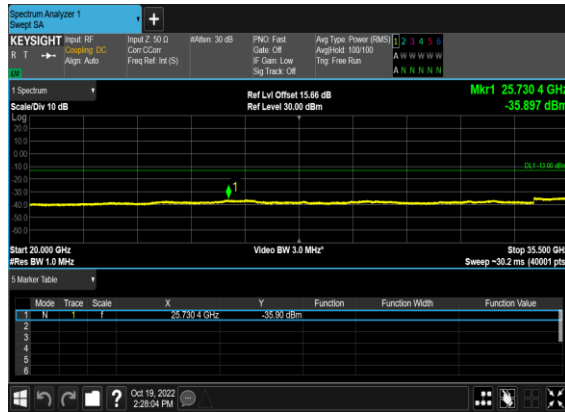 Spectrum Analyzer 1
Swept SA
+
KEYSIGHT Input: RF Input Z: 50 Ω #Atten: 30 dB PNO: Fast Avg Type: Power (RMS) 1 2 3 4 5 6
R T Coupling: DC Corr CCorr Gate: Off Avg|Hold: 100/100 A W W W W W
Align: Auto Freq Ref: Int (S) IF Gain: Low Trig: Free Run
Sig Track: Off A N N N N N
1 Spectrum Ref Lvl Offset 15.66 dB Mkr1 25.730 4 GHz
Scale/Div 10 dB Ref Level 30.00 dBm -35.897 dBm
Log
20.0
10.0
0.00
-10.0 DL1 -13.00 dBm
-20.0
1
-30.0
-40.0
-50.0
-60.0
Start 20.000 GHz Video BW 3.0 MHz* Stop 35.500 GHz
#Res BW 1.0 MHz Sweep ~30.2 ms (40001 pts)
5 Marker Table
Mode Trace Scale X Y Function Function Width Function Value
1 N 1 f 25.730 4 GHz -35.90 dBm
2
3
4
5
6
? Oct 19, 2022
2:28:04 PM